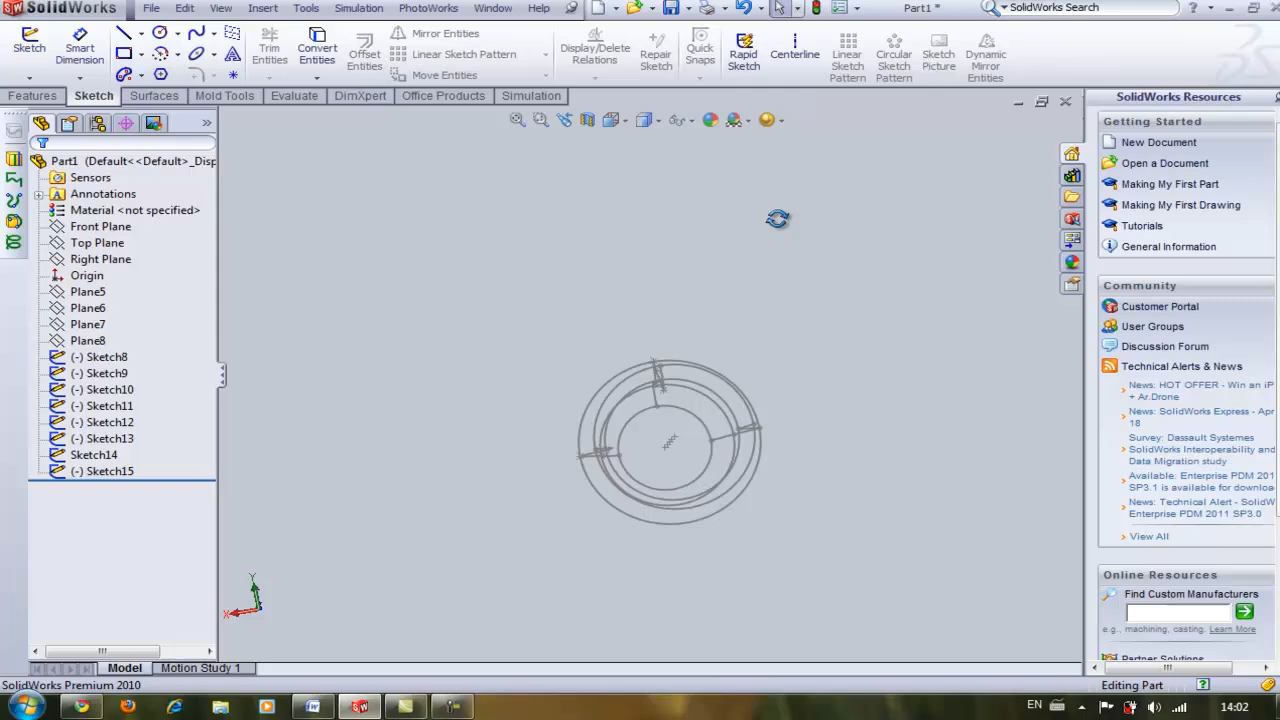 SolidWorks File Edit View Insert Tools Simulation PhotoWorks Window Help Part1 * SolidWorks Search
Sketch
Smart
Dimension
Trim
Entities
Convert
Entities
Offset
Entities
Mirror Entities
Linear Sketch Pattern
Move Entities
Display/Delete
Relations
Repair
Sketch
Quick
Snaps
Rapid
Sketch
Centerline
Linear
Sketch
Pattern
Circular
Sketch
Pattern
Sketch
Picture
Dynamic
Mirror
Entities
Features Sketch Surfaces Mold Tools Evaluate DimXpert Office Products Simulation
Part1 (Default<<Default>_Disp
Sensors
Annotations
Material <not specified>
Front Plane
Top Plane
Right Plane
Origin
Plane5
Plane6
Plane7
Plane8
(-) Sketch8
(-) Sketch9
(-) Sketch10
(-) Sketch11
(-) Sketch12
(-) Sketch13
Sketch14
(-) Sketch15
Y
X
SolidWorks Resources
Getting Started
New Document
Open a Document
Making My First Part
Making My First Drawing
Tutorials
General Information
Community
Customer Portal
User Groups
Discussion Forum
Technical Alerts & News
News: HOT OFFER - Win an iP
+ Ar.Drone
News: SolidWorks Express - Apr
18
Survey: Dassault Systemes
SolidWorks Interoperability and
Data Migration study
Available: Enterprise PDM 2011
SP3.1 is available for downloa
News: Technical Alert - SolidW
Enterprise PDM 2011 SP3.0
View All
Online Resources
Find Custom Manufacturers
e.g., machining, casting. Learn More
Partner Solutions
Model Motion Study 1
SolidWorks Premium 2010 Editing Part
EN 14:02